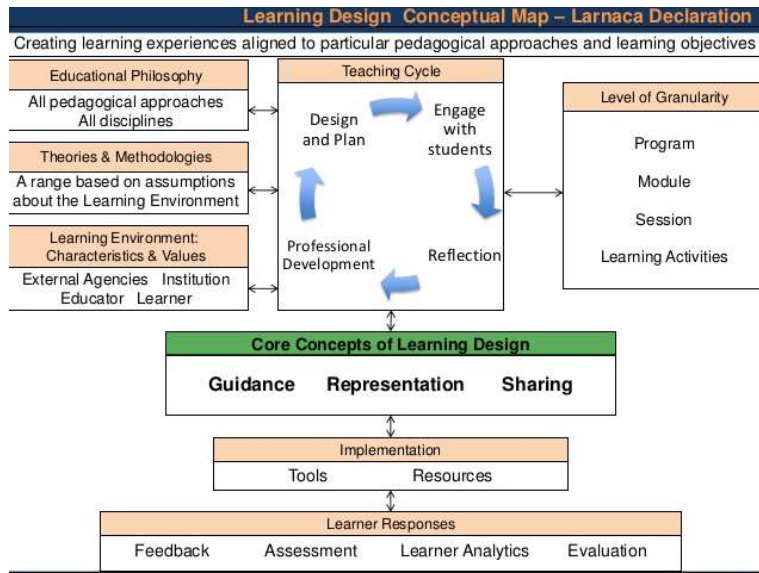 Learning Design Conceptual Map – Larnaca Declaration
Creating learning experiences aligned to particular pedagogical approaches and learning objectives
Educational Philosophy
All pedagogical approaches
All disciplines
Theories & Methodologies
A range based on assumptions
about the Learning Environment
Learning Environment:
Characteristics & Values
External Agencies Institution
Educator Learner
Teaching Cycle
Design
and Plan
Engage
with
students
Reflection
Professional
Development
Level of Granularity
Program
Module
Session
Learning Activities
Core Concepts of Learning Design
Guidance Representation Sharing
Implementation
Tools Resources
Learner Responses
Feedback Assessment Learner Analytics Evaluation